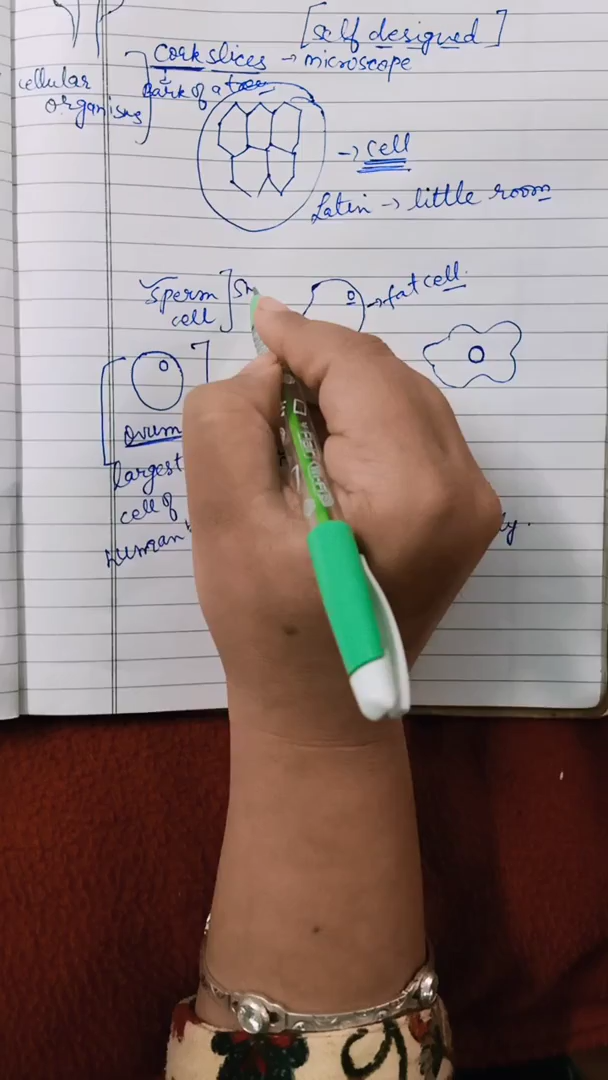 [self designed]
cork slices → microscope
cellular
organisms
Bark of a tree
→ cell
Latin → little room
sperm
cell
→ fat cell.
ovum
largest
cell of
Human